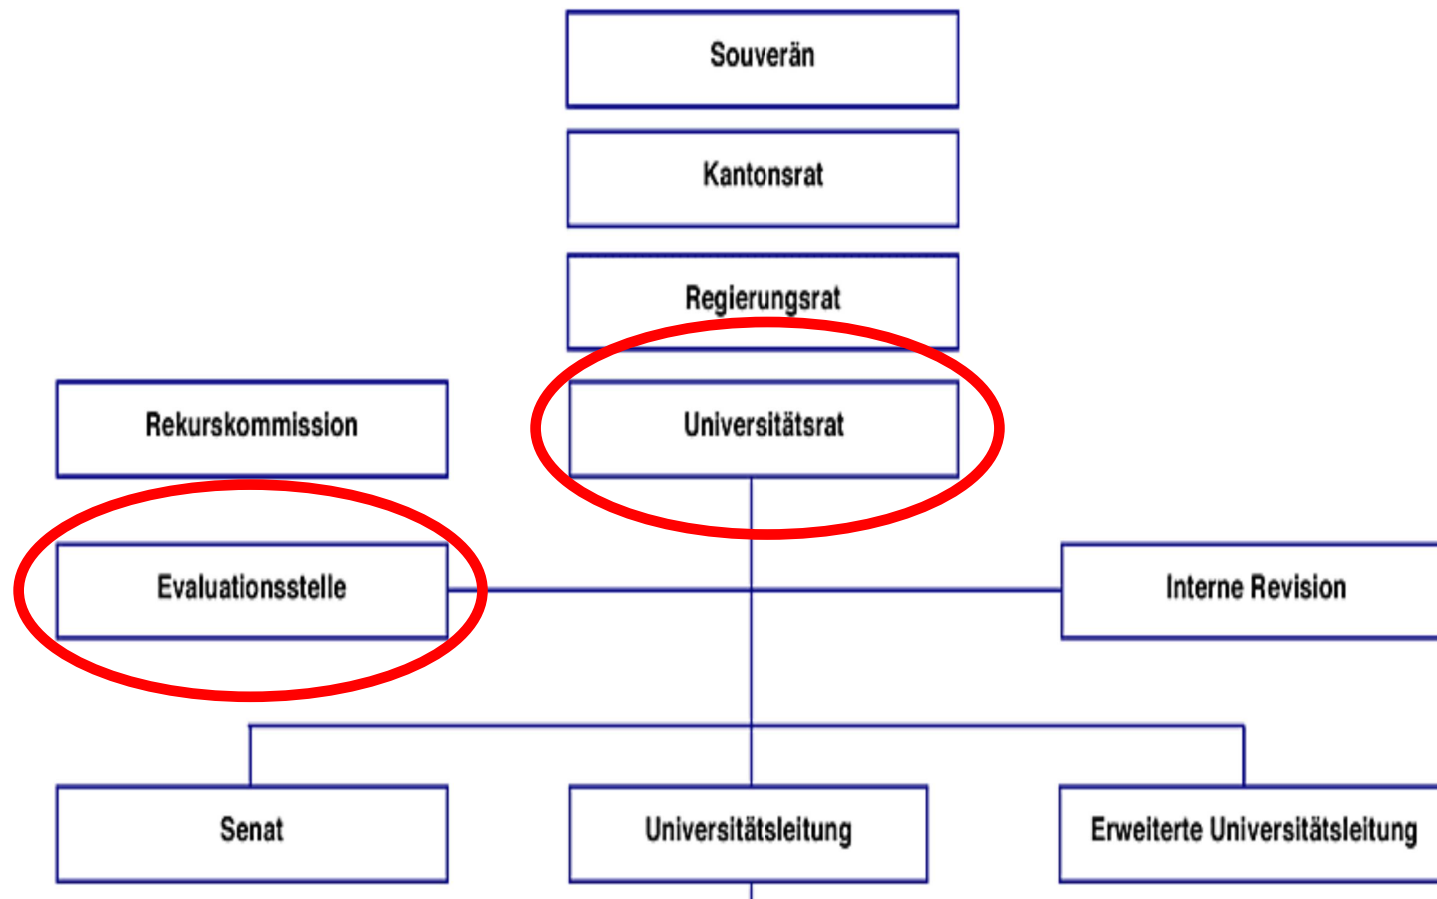 Souverän
Kantonsrat
Regierungsrat
Rekurskommission
Universitätsrat
Evaluationsstelle
Interne Revision
Senat
Universitätsleitung
Erweiterte Universitätsleitung